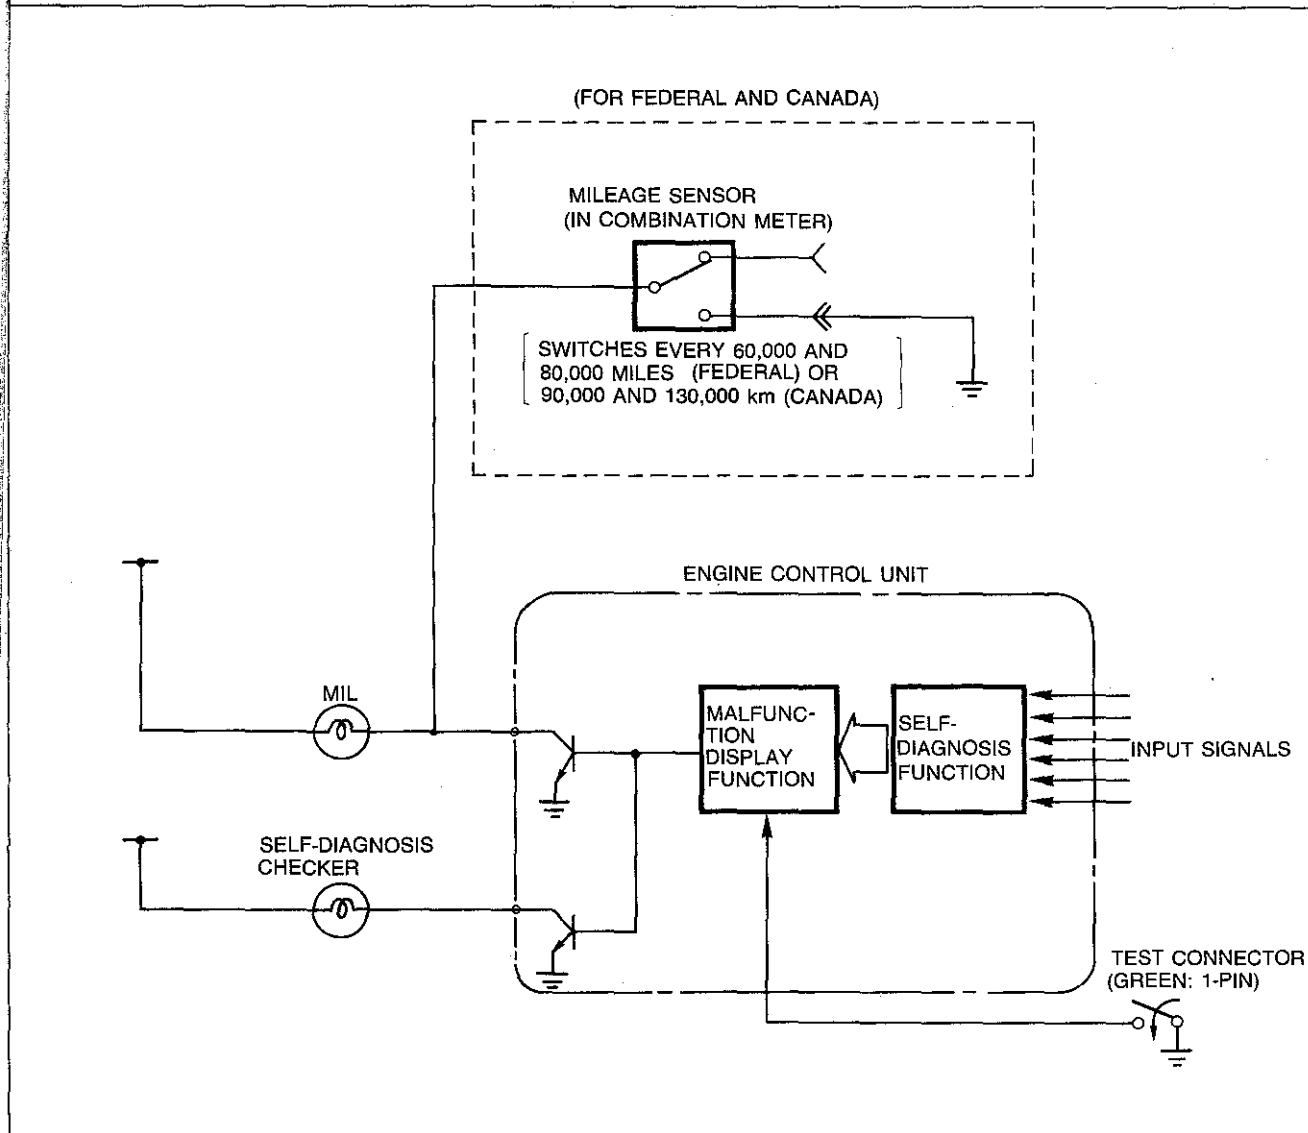 (FOR FEDERAL AND CANADA)
MILEAGE SENSOR
(IN COMBINATION METER)
SWITCHES EVERY 60,000 AND
80,000 MILES (FEDERAL) OR
90,000 AND 130,000 km (CANADA)
ENGINE CONTROL UNIT
MIL
MALFUNC-
TION
DISPLAY
FUNCTION
SELF-
DIAGNOSIS
FUNCTION
INPUT SIGNALS
SELF-DIAGNOSIS
CHECKER
TEST CONNECTOR
(GREEN: 1-PIN)